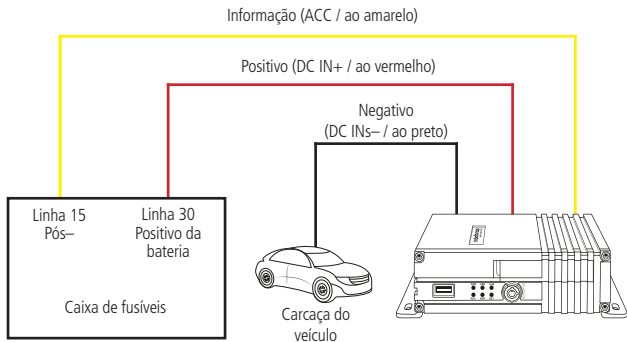 Informação (ACC / ao amarelo)
Positivo (DC IN+ / ao vermelho)
Negativo
(DC INs– / ao preto)
Linha 15
Pós–
Linha 30
Positivo da
bateria
Caixa de fusíveis
Carcaça do
veículo
intelbras